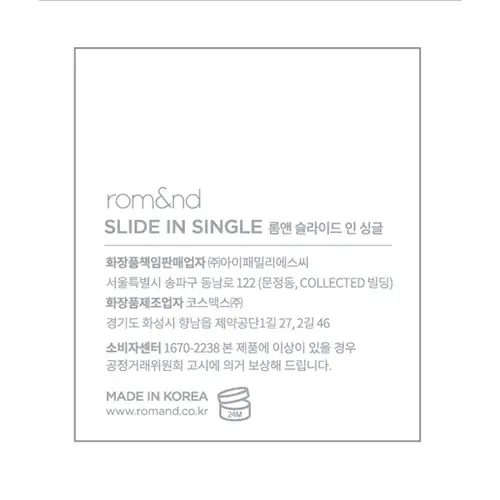 rom&nd
SLIDE IN SINGLE 롬앤 슬라이드 인 싱글
화장품책임판매업자 ㈜아이패밀리에스씨
서울특별시 송파구 동남로 122 (문정동, COLLECTED 빌딩)
화장품제조업자 코스맥스㈜
경기도 화성시 향남읍 제약공단1길 27, 2길 46
소비자센터 1670-2238 본 제품에 이상이 있을 경우
공정거래위원회 고시에 의거 보상해 드립니다.
MADE IN KOREA
www.romand.co.kr
24M